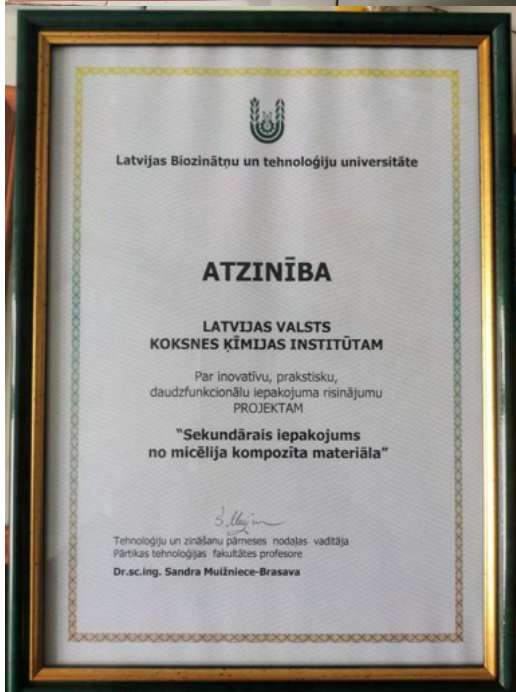 Latvijas Biozinātņu un tehnoloģiju universitāte
ATZINĪBA
LATVIJAS VALSTS
KOKSNES ĶĪMIJAS INSTITŪTAM
Par inovatīvu, prakstisku,
daudzfunkcionālu iepakojuma risinājumu
PROJEKTAM
“Sekundārais iepakojums
no micēlija kompozīta materiāla”
Tehnoloģiju un zināšanu pārneses nodaļas vadītāja
Pārtikas tehnoloģijas fakultātes profesore
Dr.sc.ing. Sandra Muižniece-Brasava